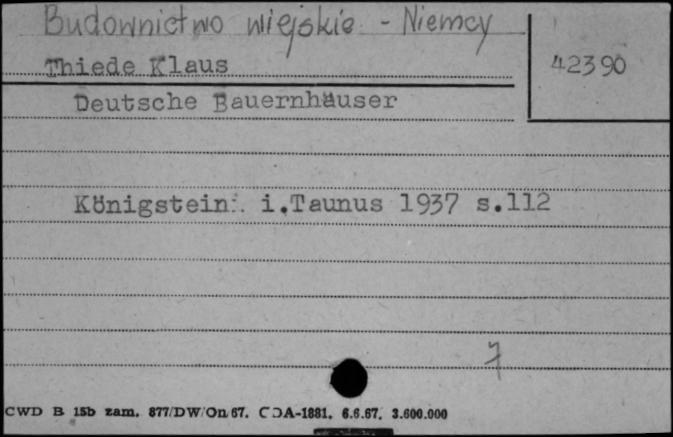 Budownictwo wiejskie - Niemcy
42390
Thiede Klaus
Deutsche Bauernhäuser
Königstein. i.Taunus 1937 s.112
7
CWD B 15b zam. 877/DW/On 67. CDA-1881. 6.6.67. 3.600.000